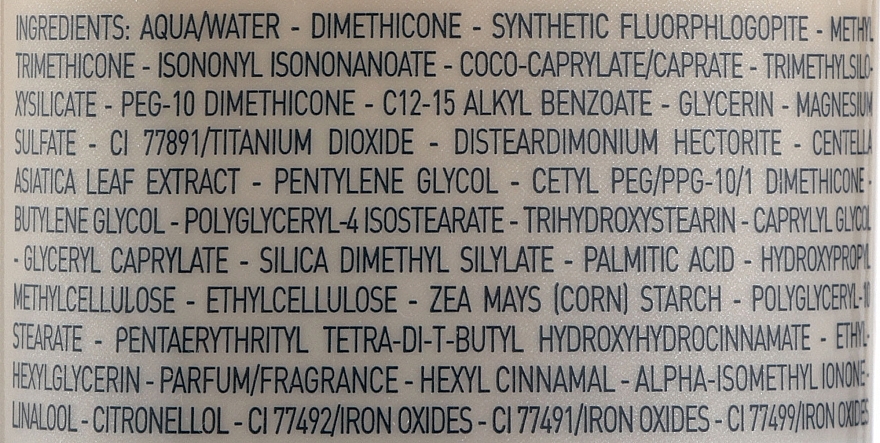 INGREDIENTS: AQUA/WATER - DIMETHICONE - SYNTHETIC FLUORPHLOGOPITE - METHYL
TRIMETHICONE - ISONONYL ISONONANOATE - COCO-CAPRYLATE/CAPRATE - TRIMETHYLSILO-
XYSILICATE - PEG-10 DIMETHICONE - C12-15 ALKYL BENZOATE - GLYCERIN - MAGNESIUM
SULFATE - CI 77891/TITANIUM DIOXIDE - DISTEARDIMONIUM HECTORITE - CENTELLA
ASIATICA LEAF EXTRACT - PENTYLENE GLYCOL - CETYL PEG/PPG-10/1 DIMETHICONE -
BUTYLENE GLYCOL - POLYGLYCERYL-4 ISOSTEARATE - TRIHYDROXYSTEARIN - CAPRYLYL GLYCOL
- GLYCERYL CAPRYLATE - SILICA DIMETHYL SILYLATE - PALMITIC ACID - HYDROXYPROPYL
METHYLCELLULOSE - ETHYLCELLULOSE - ZEA MAYS (CORN) STARCH - POLYGLYCERYL-10
STEARATE - PENTAERYTHRITYL TETRA-DI-T-BUTYL HYDROXYHYDROCINNAMATE - ETHYL-
HEXYLGLYCERIN - PARFUM/FRAGRANCE - HEXYL CINNAMAL - ALPHA-ISOMETHYL IONONE -
LINALOOL - CITRONELLOL - CI 77492/IRON OXIDES - CI 77491/IRON OXIDES - CI 77499/IRON OXIDES